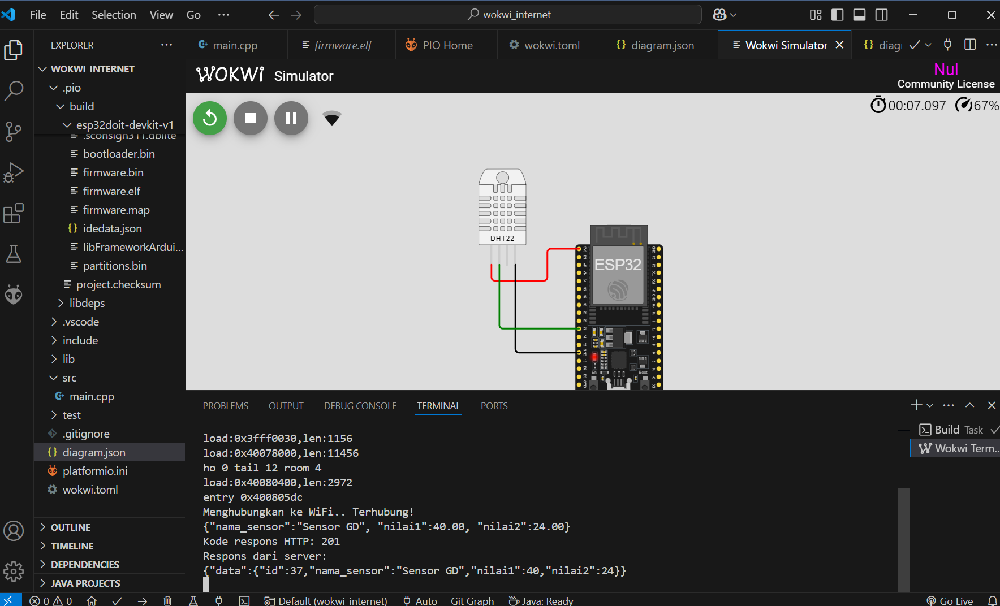 File Edit Selection View Go ··· wokwi_internet
EXPLORER ···
main.cpp firmware.elf PIO Home wokwi.toml diagram.json Wokwi Simulator diagr
WOKWI_INTERNET
.pio
build
esp32doit-devkit-v1
.sconsign311.dblite
bootloader.bin
firmware.bin
firmware.elf
firmware.map
idedata.json
libFrameworkArdui...
partitions.bin
project.checksum
libdeps
.vscode
include
lib
src
main.cpp
test
.gitignore
diagram.json
platformio.ini
wokwi.toml
OUTLINE
TIMELINE
DEPENDENCIES
JAVA PROJECTS
WOKWi Simulator
Nul
Community License
00:07.097 67%
DHT22
ESP32
EN
Boot
PROBLEMS OUTPUT DEBUG CONSOLE TERMINAL PORTS
Build Task
Wokwi Term...
load:0x3fff0030,len:1156
load:0x40078000,len:11456
ho 0 tail 12 room 4
load:0x40080400,len:2972
entry 0x400805dc
Menghubungkan ke WiFi.. Terhubung!
{"nama_sensor":"Sensor GD", "nilai1":40.00, "nilai2":24.00}
Kode respons HTTP: 201
Respons dari server:
{"data":{"id":37,"nama_sensor":"Sensor GD","nilai1":40,"nilai2":24}}
0 0 Default (wokwi_internet) Auto Git Graph Java: Ready Go Live